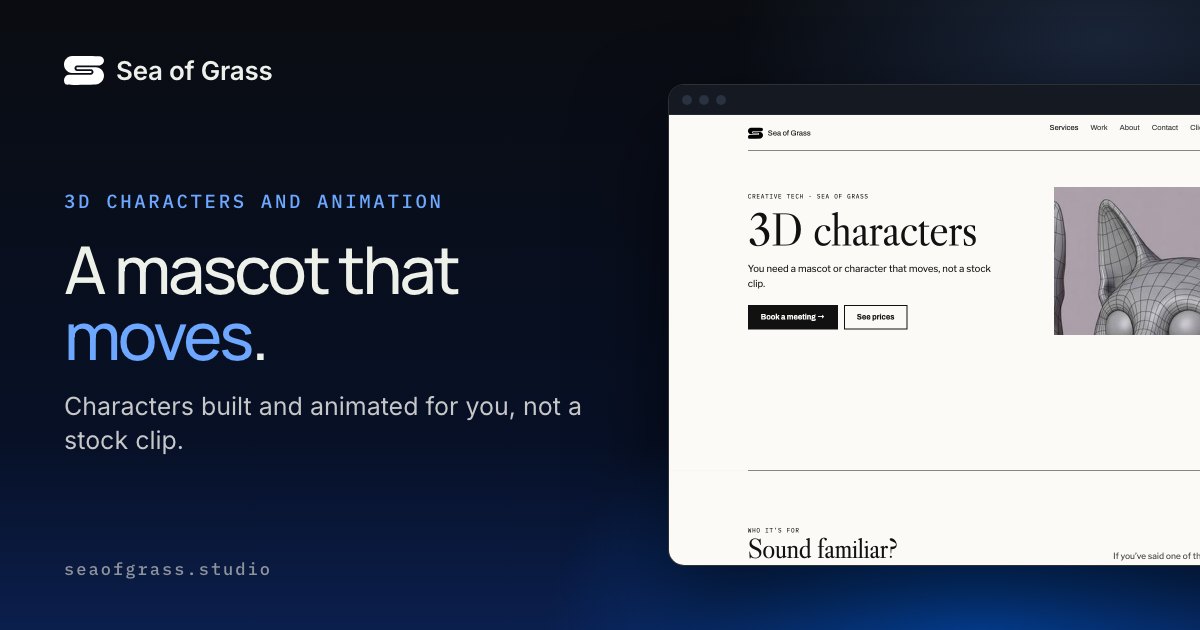 Sea of Grass
3D CHARACTERS AND ANIMATION
A mascot that
moves.
Characters built and animated for you, not a
stock clip.
seaofgrass.studio
Sea of Grass
Services Work About Contact
CREATIVE TECH · SEA OF GRASS
3D characters
You need a mascot or character that moves, not a stock
clip.
Book a meeting → See prices
WHO IT'S FOR
Sound familiar?
If you've said one of